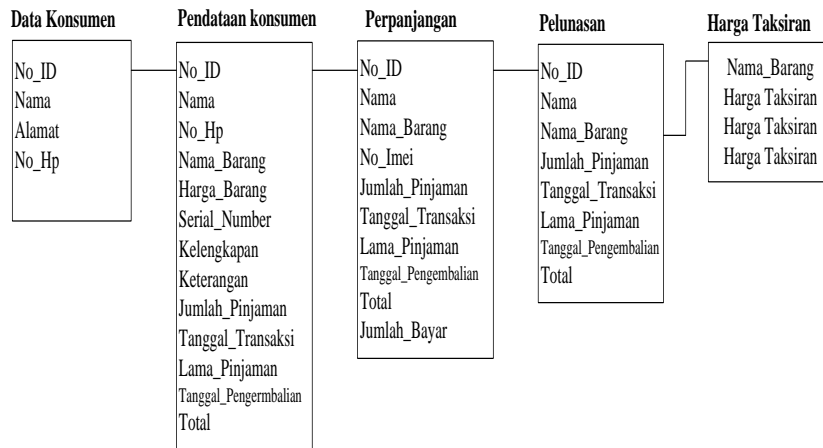 Data Konsumen
No_ID
Nama
Alamat
No_Hp
Pendataan konsumen
No_ID
Nama
No_Hp
Nama_Barang
Harga_Barang
Serial_Number
Kelengkapan
Keterangan
Jumlah_Pinjaman
Tanggal_Transaksi
Lama_Pinjaman
Tanggal_Pengermbalian
Total
Perpanjangan
No_ID
Nama
Nama_Barang
No_Imei
Jumlah_Pinjaman
Tanggal_Transaksi
Lama_Pinjaman
Tanggal_Pengembalian
Total
Jumlah_Bayar
Pelunasan
No_ID
Nama
Nama_Barang
Jumlah_Pinjaman
Tanggal_Transaksi
Lama_Pinjaman
Tanggal_Pengembalian
Total
Harga Taksiran
Nama_Barang
Harga Taksiran
Harga Taksiran
Harga Taksiran